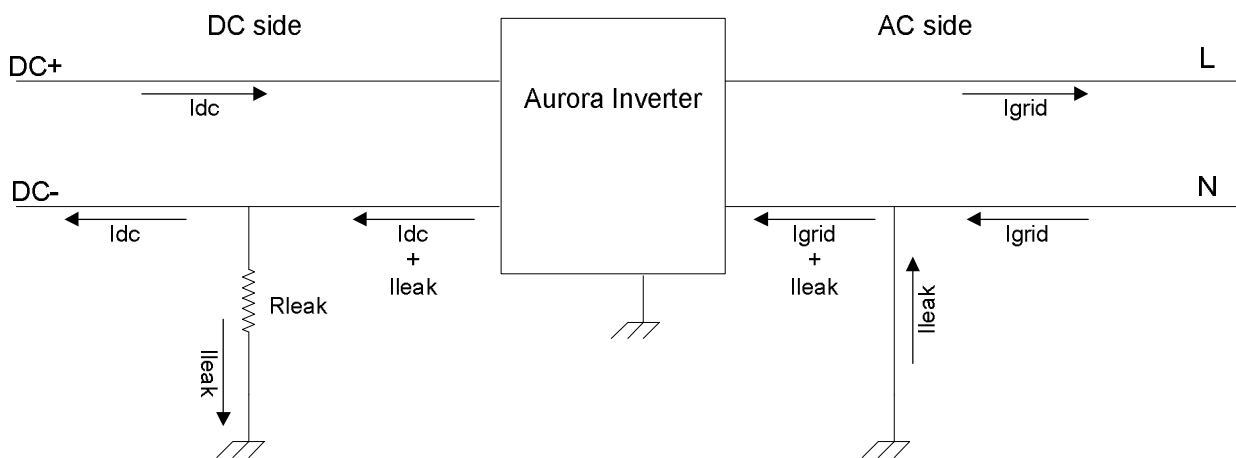 DC side
AC side
DC+
L
Aurora Inverter
Idc
Igrid
DC-
N
Idc
Idc
+
Ileak
Igrid
+
Ileak
Igrid
Rleak
Ileak
Ileak